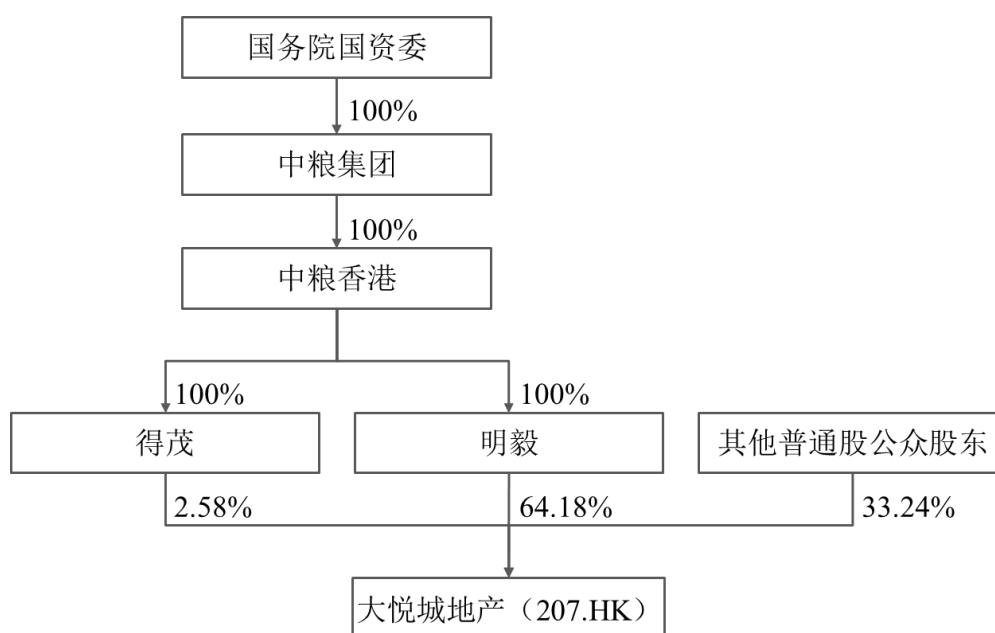 国务院国资委
100%
中粮集团
100%
中粮香港
100%
100%
得茂
明毅
其他普通股公众股东
2.58%
64.18%
33.24%
大悦城地产（207.HK）